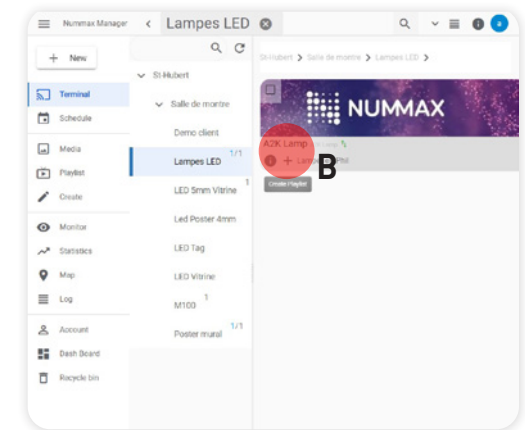 Nummax Manager
Lampes LED
a
+ New
Terminal
Schedule
Media
Playlist
Create
Monitor
Statistics
Map
Log
Account
Dash Board
Recycle bin
St-Hubert
Salle de montre
Demo client
Lampes LED 1/1
LED 5mm Vitrine 1
Led Poster 4mm
LED Tag
LED Vitrine
M100 1
Poster mural 1/1
St-Hubert > Salle de montre > Lampes LED >
NUMMAX
A2K Lamp
Phil
B
Create Playlist